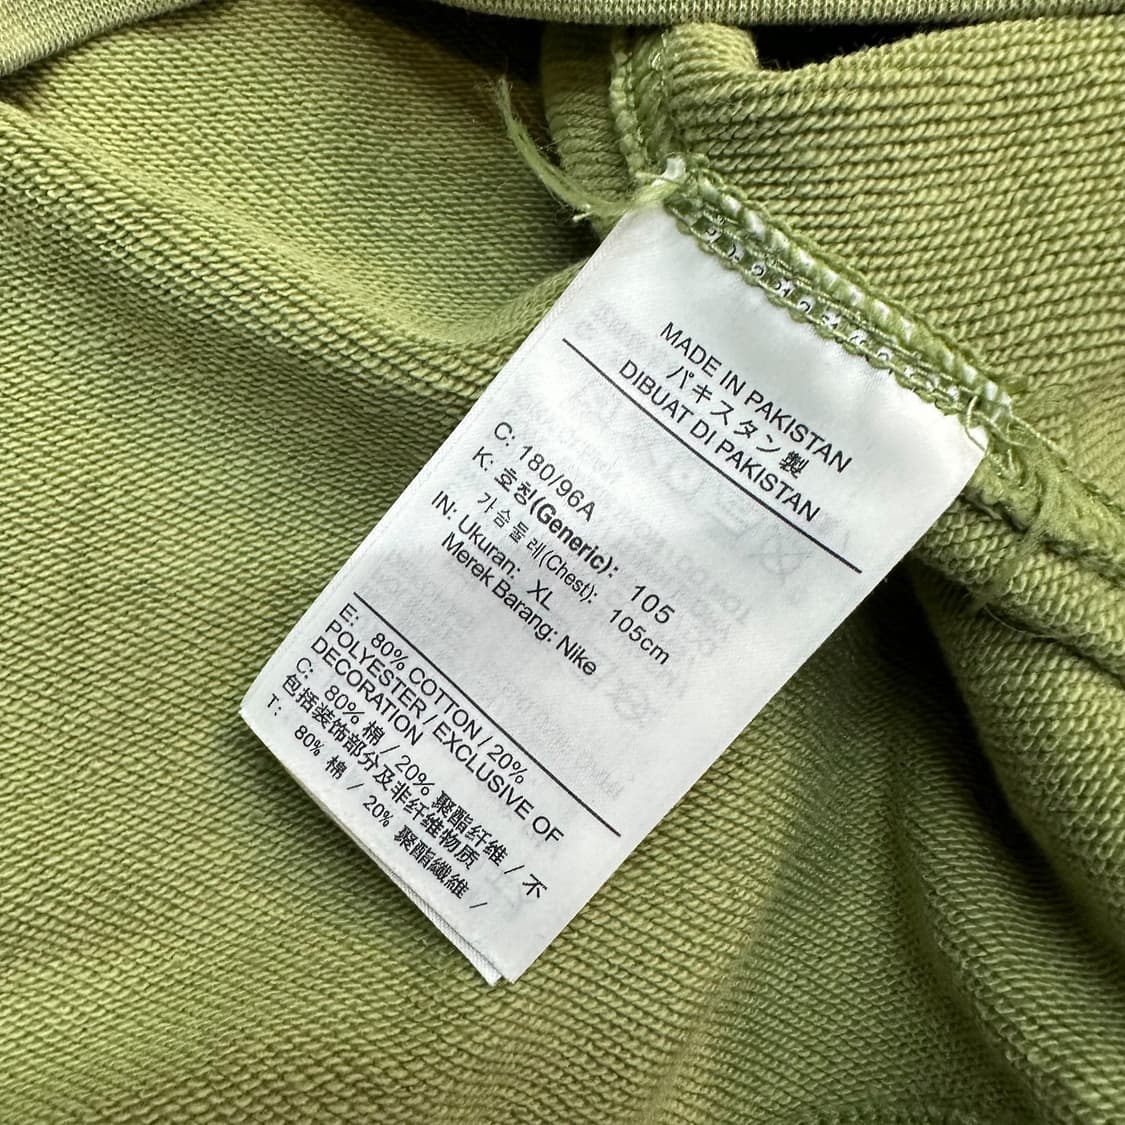 MADE IN PAKISTAN
パキスタン製
DIBUAT DI PAKISTAN
C: 180/96A
K: 호칭(Generic): 105
가슴둘레(Chest): 105cm
IN: Ukuran: XL
Merek Barang: Nike
E: 80% COTTON / 20%
POLYESTER / EXCLUSIVE OF
DECORATION
C: 80% 棉 / 20% 聚酯纤维 / 不
包括装饰部分及非纤维物质
T: 80% 棉 / 20% 聚酯纖維 /